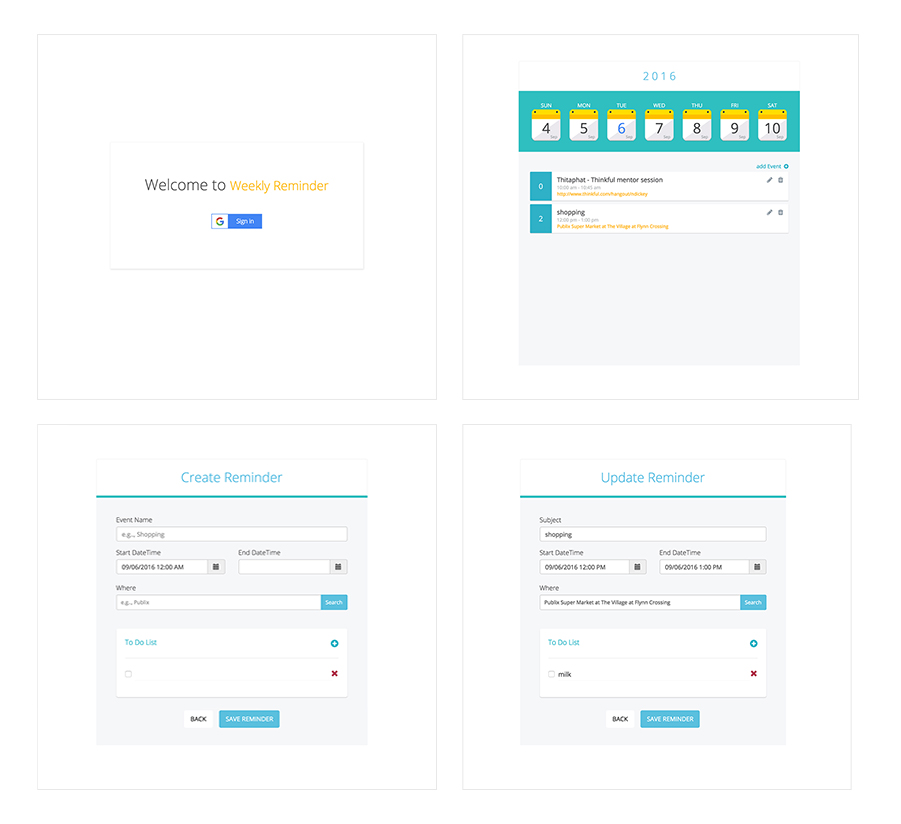 Welcome to Weekly Reminder
Sign in
2016
SUN MON TUE WED THU FRI SAT
4 5 6 7 8 9 10
Sep Sep Sep Sep Sep Sep Sep
add Event
0
Thitaphat - Thinkful mentor session
10:00 am - 10:45 am
2
shopping
12:00 pm - 1:00 pm
Publix Super Market at The Village at Flynn Crossing
Create Reminder
Event Name
e.g., Shopping
Start DateTime End DateTime
09/06/2016 12:00 AM
Where
e.g., Publix
Search
To Do List
BACK SAVE REMINDER
Update Reminder
Subject
shopping
Start DateTime End DateTime
09/06/2016 12:00 PM 09/06/2016 1:00 PM
Where
Publix Super Market at The Village at Flynn Crossing
Search
To Do List
milk
BACK SAVE REMINDER